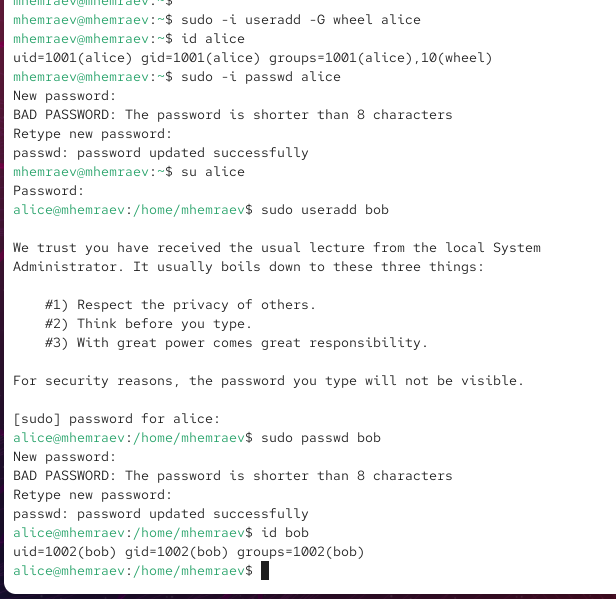 mhemraev@mhemraev:~$
mhemraev@mhemraev:~$ sudo -i useradd -G wheel alice
mhemraev@mhemraev:~$ id alice
uid=1001(alice) gid=1001(alice) groups=1001(alice),10(wheel)
mhemraev@mhemraev:~$ sudo -i passwd alice
New password:
BAD PASSWORD: The password is shorter than 8 characters
Retype new password:
passwd: password updated successfully
mhemraev@mhemraev:~$ su alice
Password:
alice@mhemraev:/home/mhemraev$ sudo useradd bob

We trust you have received the usual lecture from the local System
Administrator. It usually boils down to these three things:

    #1) Respect the privacy of others.
    #2) Think before you type.
    #3) With great power comes great responsibility.

For security reasons, the password you type will not be visible.

[sudo] password for alice:
alice@mhemraev:/home/mhemraev$ sudo passwd bob
New password:
BAD PASSWORD: The password is shorter than 8 characters
Retype new password:
passwd: password updated successfully
alice@mhemraev:/home/mhemraev$ id bob
uid=1002(bob) gid=1002(bob) groups=1002(bob)
alice@mhemraev:/home/mhemraev$